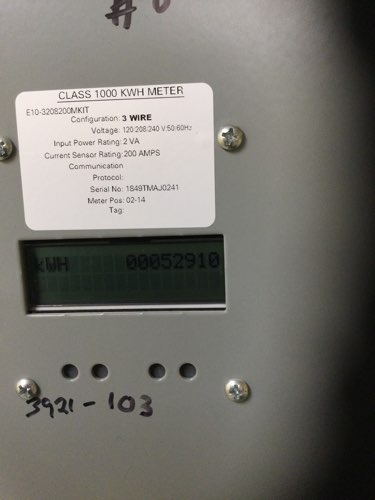 CLASS 1000 KWH METER
E10-3208200MKIT
Configuration: 3 WIRE
Voltage: 120/208/240 V;50:60Hz
Input Power Rating: 2 VA
Current Sensor Rating: 200 AMPS
Communication
Protocol:
Serial No: 1849TMAJ0241
Meter Pos: 02-14
Tag:
kWH 00052910
3921-103